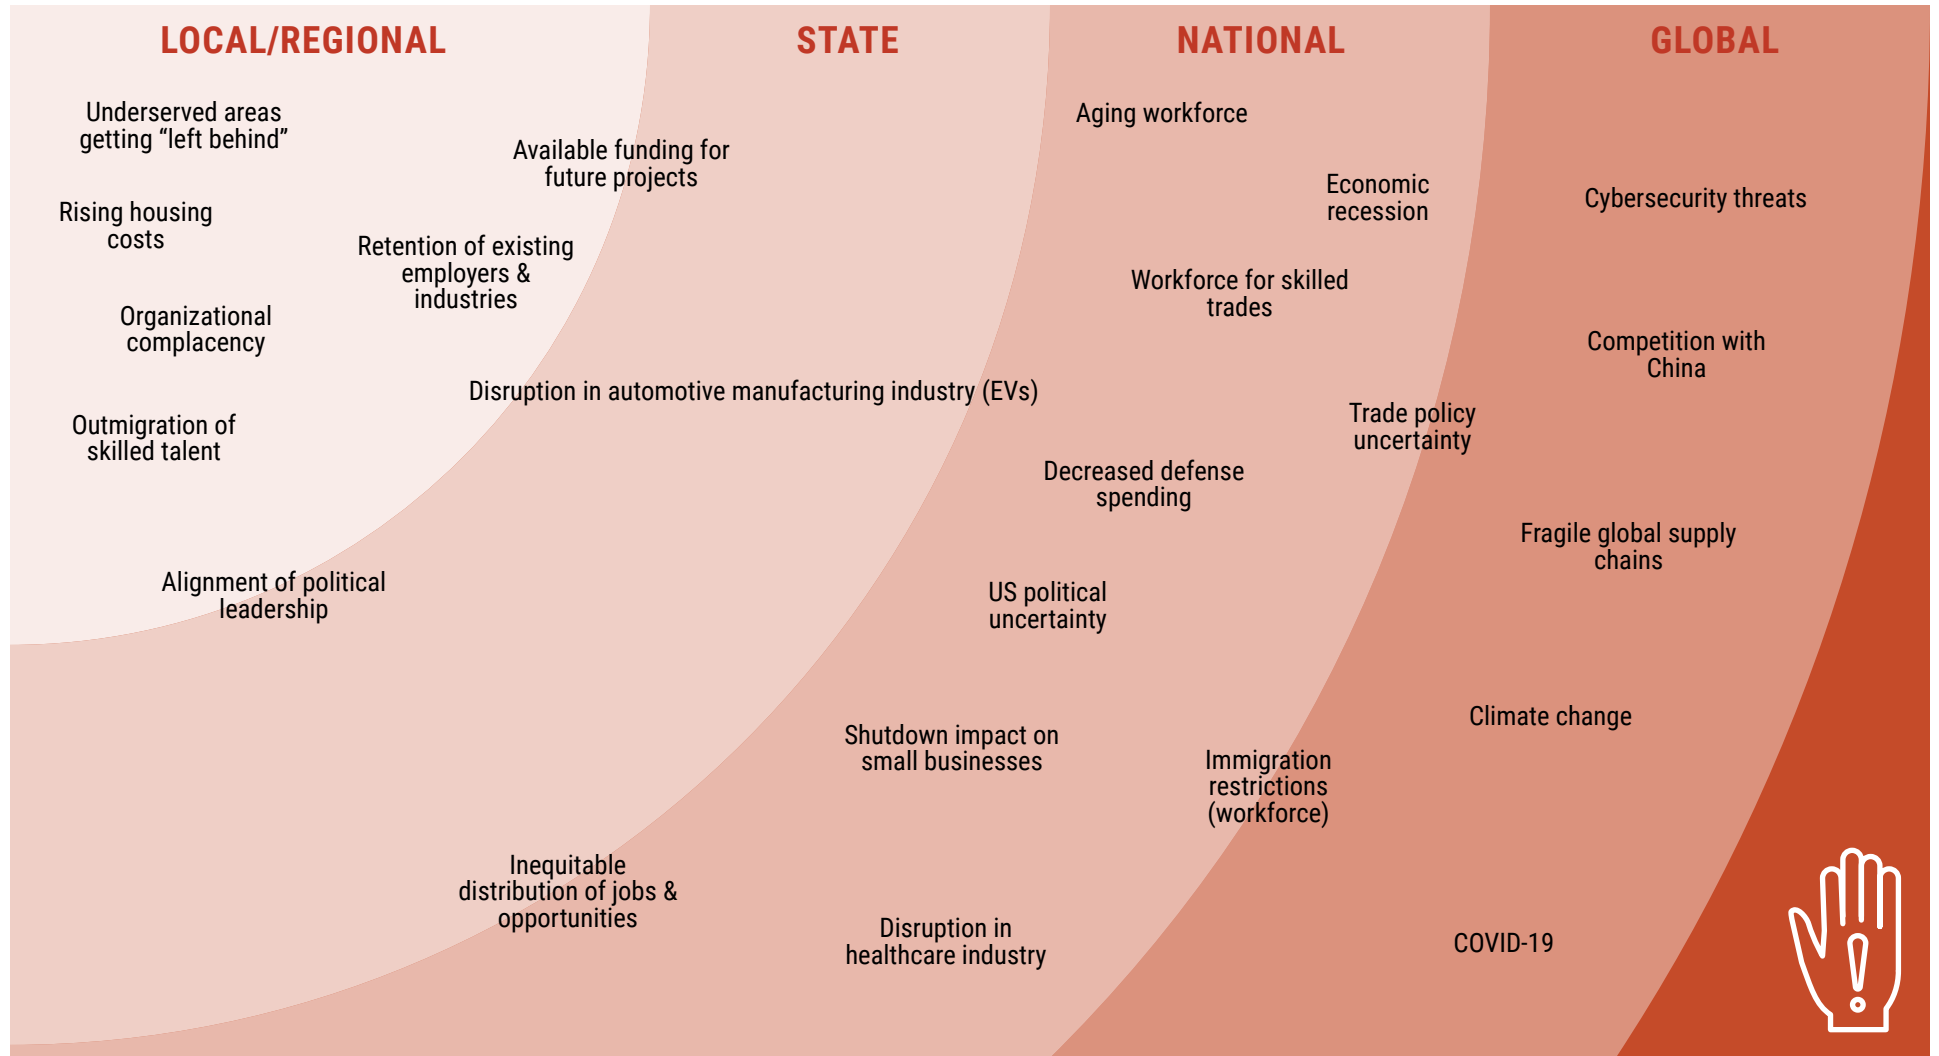 LOCAL/REGIONAL
STATE
NATIONAL
GLOBAL
Underserved areas
getting “left behind”
Rising housing
costs
Organizational
complacency
Outmigration of
skilled talent
Retention of existing
employers &
industries
Available funding for
future projects
Alignment of political
leadership
Disruption in automotive manufacturing industry (EVs)
Inequitable
distribution of jobs &
opportunities
Aging workforce
Economic
recession
Workforce for skilled
trades
Trade policy
uncertainty
Decreased defense
spending
US political
uncertainty
Shutdown impact on
small businesses
Immigration
restrictions
(workforce)
Disruption in
healthcare industry
Cybersecurity threats
Competition with
China
Fragile global supply
chains
Climate change
COVID-19